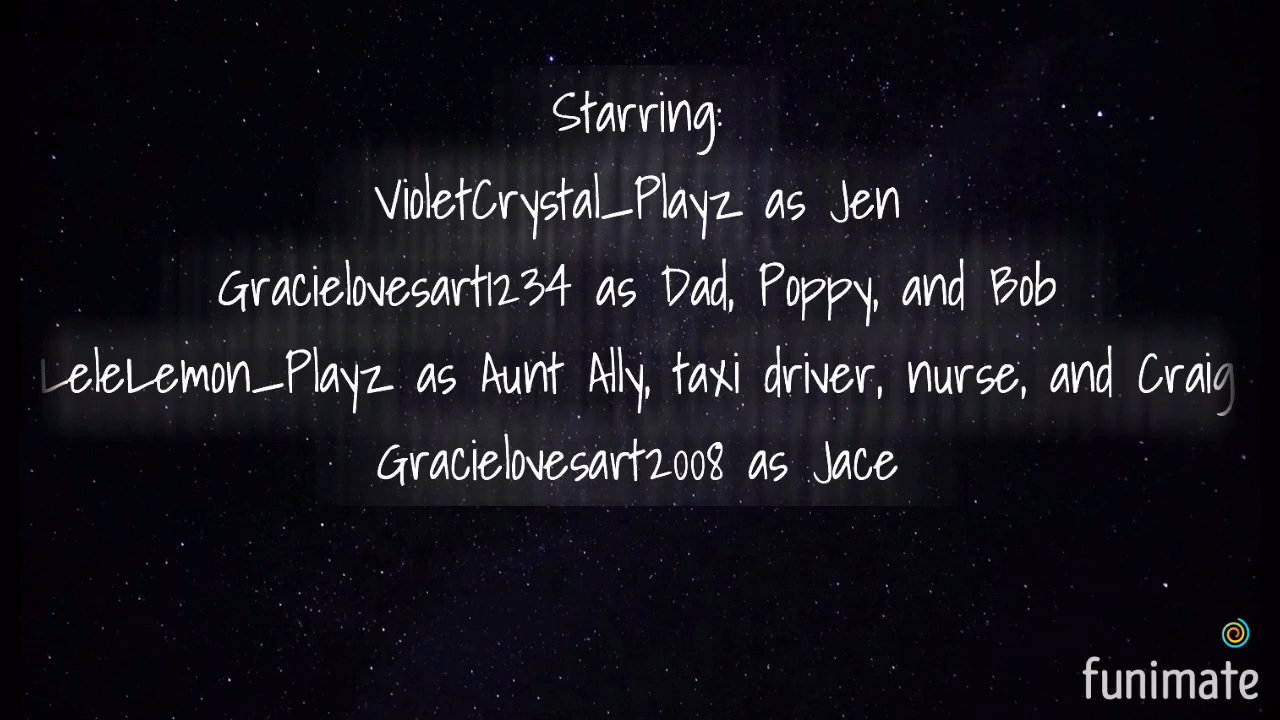 Starring:
VioletCrystal_Playz as Jen
Gracielovesart1234 as Dad, Poppy, and Bob
LeleLemon_Playz as Aunt Ally, taxi driver, nurse, and Craig
Gracielovesart2008 as Jace
funimate